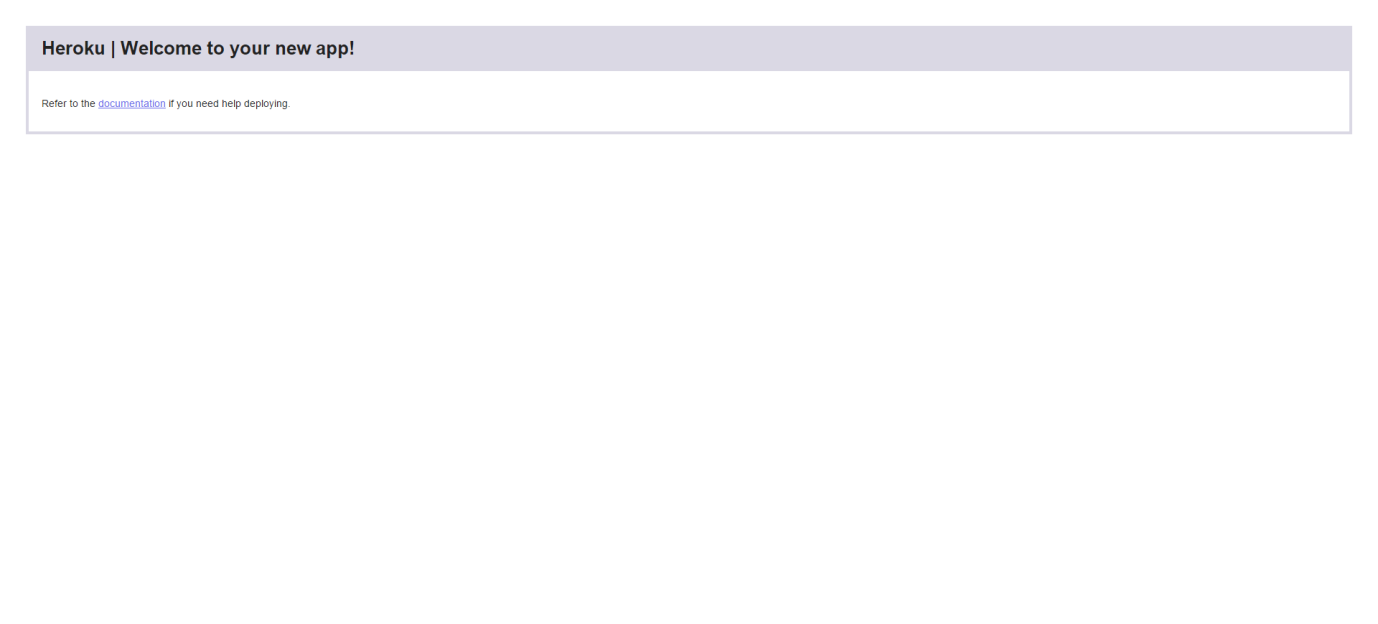 Heroku | Welcome to your new app!
Refer to the documentation if you need help deploying.